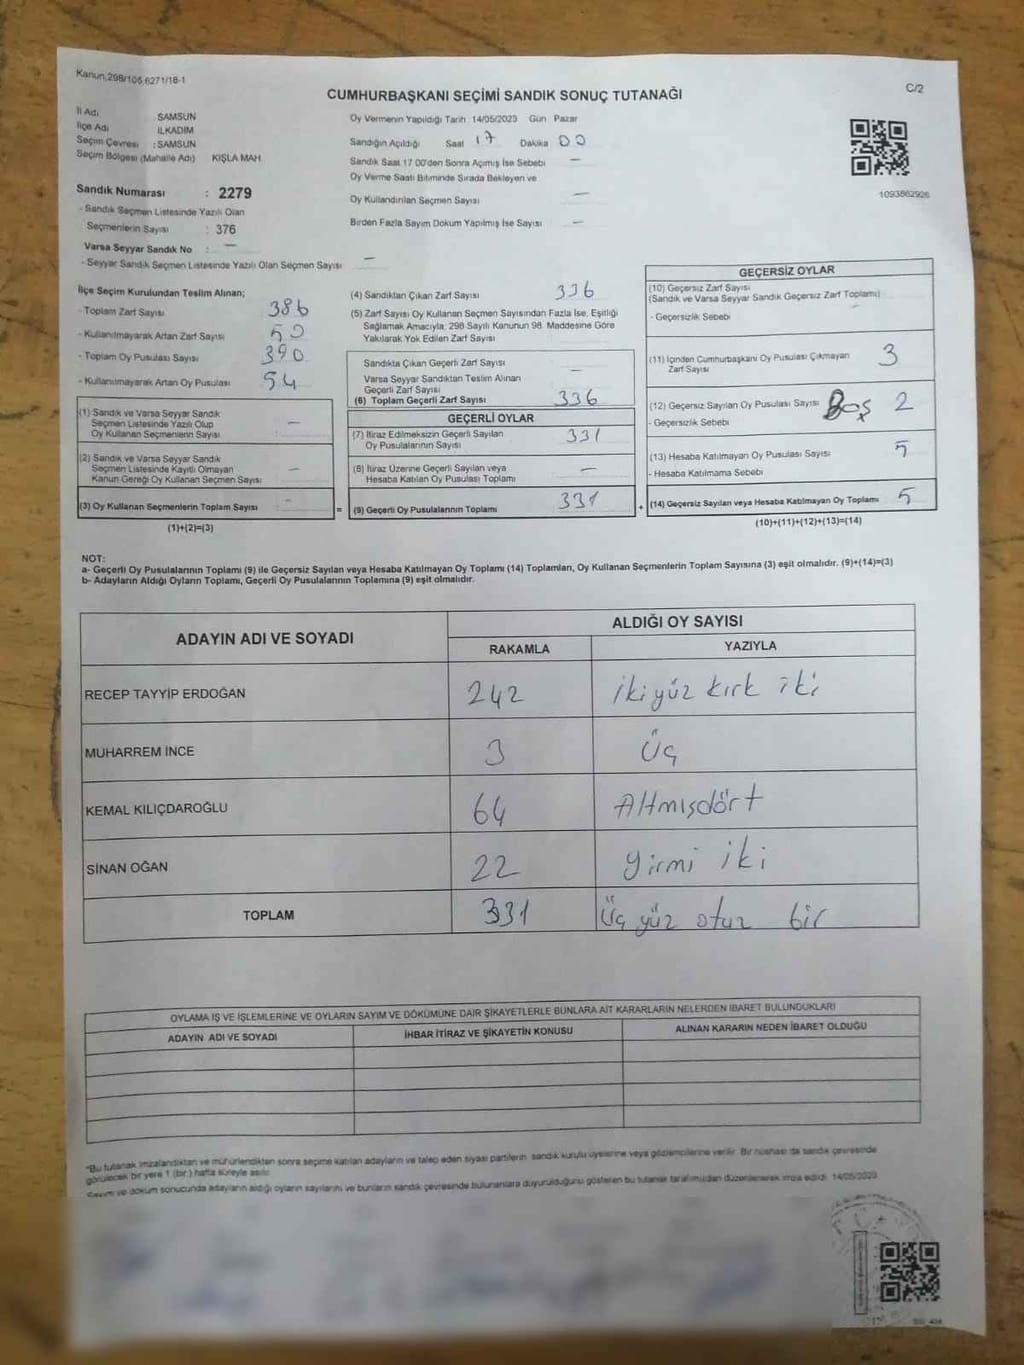 Kanun,298/105,6271/18-1
C/2
CUMHURBAŞKANI SEÇİMİ SANDIK SONUÇ TUTANAĞI
İl Adı : SAMSUN
İlçe Adı : İLKADIM
Seçim Çevresi : SAMSUN
Seçim Bölgesi (Mahalle Adı) KIŞLA MAH.
Sandık Numarası : 2279
- Sandık Seçmen Listesinde Yazılı Olan
Seçmenlerin Sayısı : 376
Varsa Seyyar Sandık No : —
- Seyyar Sandık Seçmen Listesinde Yazılı Olan Seçmen Sayısı —
Oy Vermenin Yapıldığı Tarih 14/05/2023 Gün Pazar
Sandığın Açıldığı Saat 17 Dakika 00
Sandık Saat 17.00'den Sonra Açımış İse Sebebi —
Oy Verme Saati Bitiminde Sırada Bekleyen ve
Oy Kullandırılan Seçmen Sayısı —
Birden Fazla Sayım Döküm Yapılmış İse Sayısı —
1093862926
İlçe Seçim Kurulundan Teslim Alınan;
- Toplam Zarf Sayısı 386
- Kullanılmayarak Artan Zarf Sayısı 50
- Toplam Oy Pusulası Sayısı 390
- Kullanılmayarak Artan Oy Pusulası 54
(1) Sandık ve Varsa Seyyar Sandık
Seçmen Listesinde Yazılı Olup
Oy Kullanan Seçmenlerin Sayısı —
(2) Sandık ve Varsa Seyyar Sandık
Seçmen Listesinde Kayıtlı Olmayan
Kanun Gereği Oy Kullanan Seçmen Sayısı —
(3) Oy Kullanan Seçmenlerin Toplam Sayısı -
(1)+(2)=(3)
=
(4) Sandıktan Çıkan Zarf Sayısı 336
(5) Zarf Sayısı Oy Kullanan Seçmen Sayısından Fazla İse, Eşitliği
Sağlamak Amacıyla; 298 Sayılı Kanunun 98. Maddesine Göre
Yakılarak Yok Edilen Zarf Sayısı
Sandıkta Çıkan Geçerli Zarf Sayısı
Varsa Seyyar Sandıktan Teslim Alınan
Geçerli Zarf Sayısı —
(6) Toplam Geçerli Zarf Sayısı 336
GEÇERLİ OYLAR
(7) İtiraz Edilmeksizin Geçerli Sayılan
Oy Pusulalarının Sayısı 331
(8) İtiraz Üzerine Geçerli Sayılan veya
Hesaba Katılan Oy Pusulası Toplamı —
(9) Geçerli Oy Pusulalarının Toplamı 331
+
GEÇERSİZ OYLAR
(10) Geçersiz Zarf Sayısı
(Sandık ve Varsa Seyyar Sandık Geçersiz Zarf Toplamı)
- Geçersizlik Sebebi
(11) İçinden Cumhurbaşkanı Oy Pusulası Çıkmayan
Zarf Sayısı 3
(12) Geçersiz Sayılan Oy Pusulası Sayısı Boş 2
- Geçersizlik Sebebi
(13) Hesaba Katılmayan Oy Pusulası Sayısı 5
- Hesaba Katılmama Sebebi
(14) Geçersiz Sayılan veya Hesaba Katılmayan Oy Toplamı 5
(10)+(11)+(12)+(13)=(14)
NOT:
a- Geçerli Oy Pusulalarının Toplamı (9) ile Geçersiz Sayılan veya Hesaba Katılmayan Oy Toplamı (14) Toplamları, Oy Kullanan Seçmenlerin Toplam Sayısına (3) eşit olmalıdır. (9)+(14)=(3)
b- Adayların Aldığı Oyların Toplamı, Geçerli Oy Pusulalarının Toplamına (9) eşit olmalıdır.
ADAYIN ADI VE SOYADI
ALDIĞI OY SAYISI
RAKAMLA YAZIYLA
RECEP TAYYİP ERDOĞAN 242 ikiyüz kırk iki
MUHARREM İNCE 3 Üç
KEMAL KILIÇDAROĞLU 64 Altmışdört
SİNAN OĞAN 22 yirmi iki
TOPLAM 331 Üç yüz otuz bir
OYLAMA İŞ VE İŞLEMLERİNE VE OYLARIN SAYIM VE DÖKÜMÜNE DAİR ŞİKAYETLERLE BUNLARA AİT KARARLARIN NELERDEN İBARET BULUNDUKLARI
ADAYIN ADI VE SOYADI İHBAR İTİRAZ VE ŞİKAYETİN KONUSU ALINAN KARARIN NEDEN İBARET OLDUĞU
*Bu tutanak imzalandıktan ve mühürlendikten sonra seçime katılan adayların ve talep eden siyasi partilerin sandık kurulu üyelerine veya gözlemcilerine verilir. Bir nüshası da sandık çevresinde
görülecek bir yere 1 (bir) hafta süreyle asılır.
Sayım ve döküm sonucunda adayların aldığı oyların sayılarını ve bunların sandık çevresinde bulunanlara duyurulduğunu gösteren bu tutanak tarafımızdan düzenlenerek imza edildi. 14/05/2023